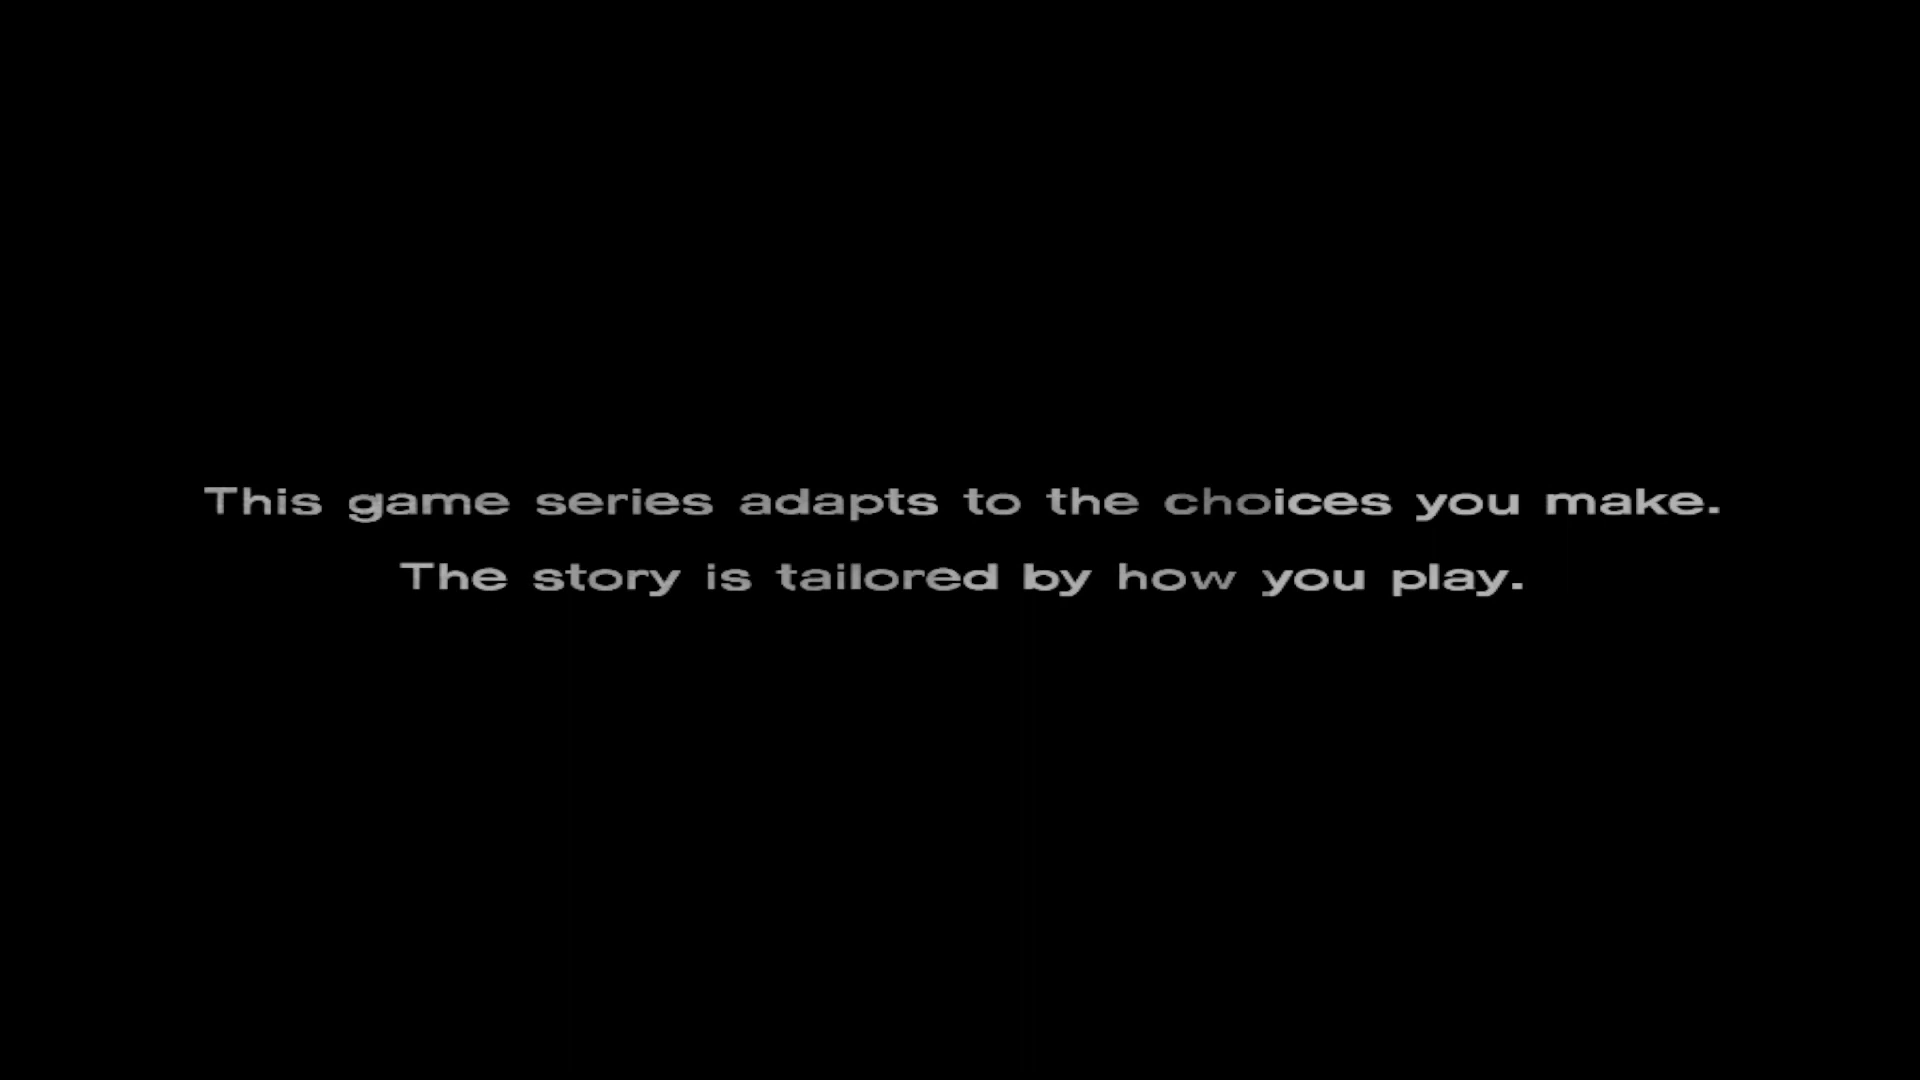 This game series adapts to the choices you make.
The story is tailored by how you play.